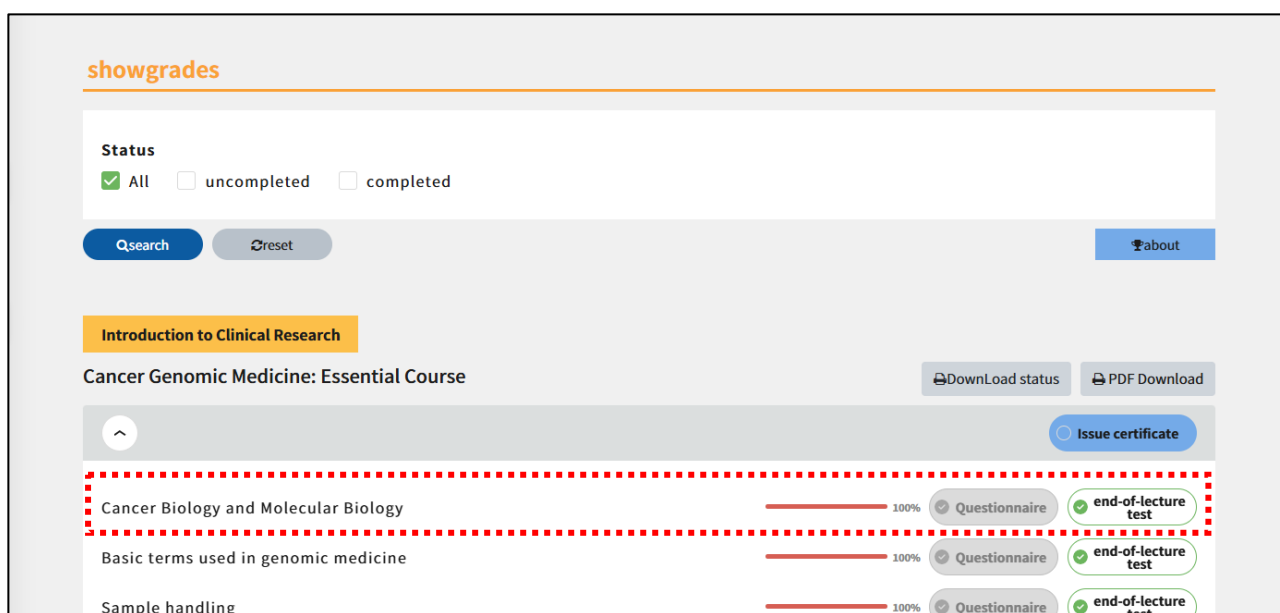 showgrades
Status
All uncompleted completed
search reset about
Introduction to Clinical Research
Cancer Genomic Medicine: Essential Course
DownLoad status PDF Download
Issue certificate
Cancer Biology and Molecular Biology 100% Questionnaire end-of-lecture
test
Basic terms used in genomic medicine 100% Questionnaire end-of-lecture
test
Sample handling 100% Questionnaire end-of-lecture
test